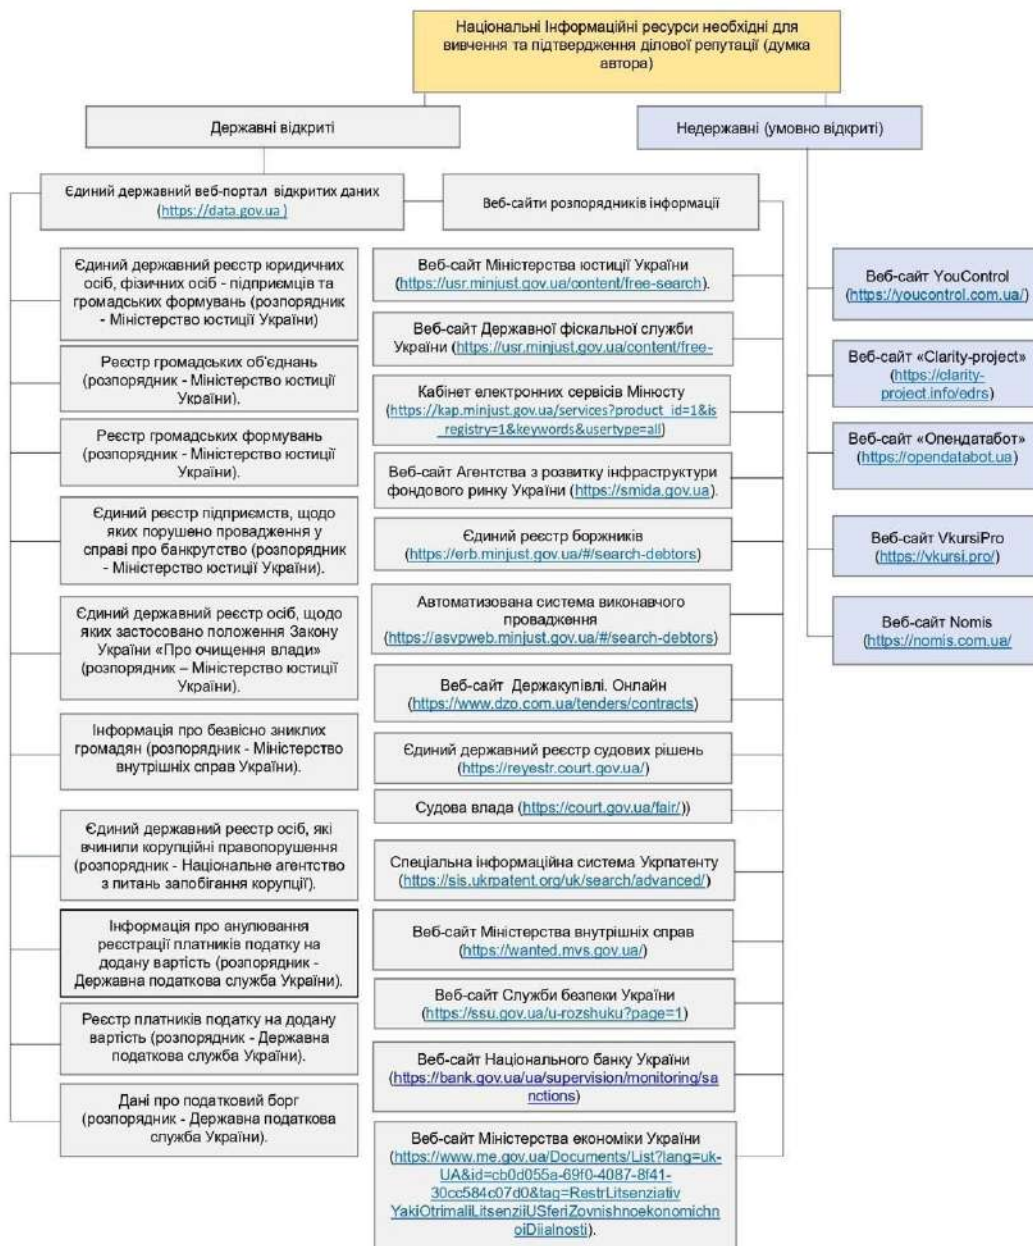 Національні Інформаційні ресурси необхідні для
вивчення та підтвердження ділової репутації (думка
автора)
Державні відкриті
Недержавні (умовно відкриті)
Єдиний державний веб-портал відкритих даних
(https://data.gov.ua )
Веб-сайти розпорядників інформації
Єдиний державний реєстр юридичних
осіб, фізичних осіб - підприємців та
громадських формувань (розпорядник
- Міністерство юстиції України)
Реєстр громадських об'єднань
(розпорядник - Міністерство юстиції
України).
Реєстр громадських формувань
(розпорядник - Міністерство юстиції
України).
Єдиний реєстр підприємств, щодо
яких порушено провадження у
справі про банкрутство (розпорядник
- Міністерство юстиції України).
Єдиний державний реєстр осіб, щодо
яких застосовано положення Закону
України «Про очищення влади»
(розпорядник – Міністерство юстиції
України).
Інформація про безвісно зниклих
громадян (розпорядник - Міністерство
внутрішніх справ України).
Єдиний державний реєстр осіб, які
вчинили корупційні правопорушення
(розпорядник - Національне агентство
з питань запобігання корупції).
Інформація про анулювання
реєстрації платників податку на
додану вартість (розпорядник -
Державна податкова служба України).
Реєстр платників податку на додану
вартість (розпорядник - Державна
податкова служба України).
Дані про податковий борг
(розпорядник - Державна податкова
служба України).
Веб-сайт Міністерства юстиції України
(https://usr.minjust.gov.ua/content/free-search).
Веб-сайт Державної фіскальної служби
України (https://usr.minjust.gov.ua/content/free-
Кабінет електронних сервісів Мінюсту
(https://kap.minjust.gov.ua/services?product_id=1&is
_registry=1&keywords&usertype=all)
Веб-сайт Агентства з розвитку інфраструктури
фондового ринку України (https://smida.gov.ua).
Єдиний реєстр боржників
(https://erb.minjust.gov.ua/#/search-debtors)
Автоматизована система виконавчого
провадження
(https://asvpweb.minjust.gov.ua/#/search-debtors)
Веб-сайт Держакупівлі. Онлайн
(https://www.dzo.com.ua/tenders/contracts)
Єдиний державний реєстр судових рішень
(https://reyestr.court.gov.ua/)
Судова влада (https://court.gov.ua/fair/))
Спеціальна інформаційна система Укрпатенту
(https://sis.ukrpatent.org/uk/search/advanced/)
Веб-сайт Міністерства внутрішніх справ
(https://wanted.mvs.gov.ua/)
Веб-сайт Служби безпеки України
(https://ssu.gov.ua/u-rozshuku?page=1)
Веб-сайт Національного банку України
(https://bank.gov.ua/ua/supervision/monitoring/sa
nctions)
Веб-сайт Міністерства економіки України
(https://www.me.gov.ua/Documents/List?lang=uk-
UA&id=cb0d055a-69f0-4087-8f41-
30cc584c07d0&tag=RestrLitsenziativ
YakiOtrimaliLitsenziiUSferiZovnishnoekonomichn
oiDiialnosti).
Веб-сайт YouControl
(https://youcontrol.com.ua/)
Веб-сайт «Clarity-project»
(https://clarity-
project.info/edrs)
Веб-сайт «Опендатабот»
(https://opendatabot.ua)
Веб-сайт VkursiPro
(https://vkursi.pro/)
Веб-сайт Nomis
(https://nomis.com.ua/